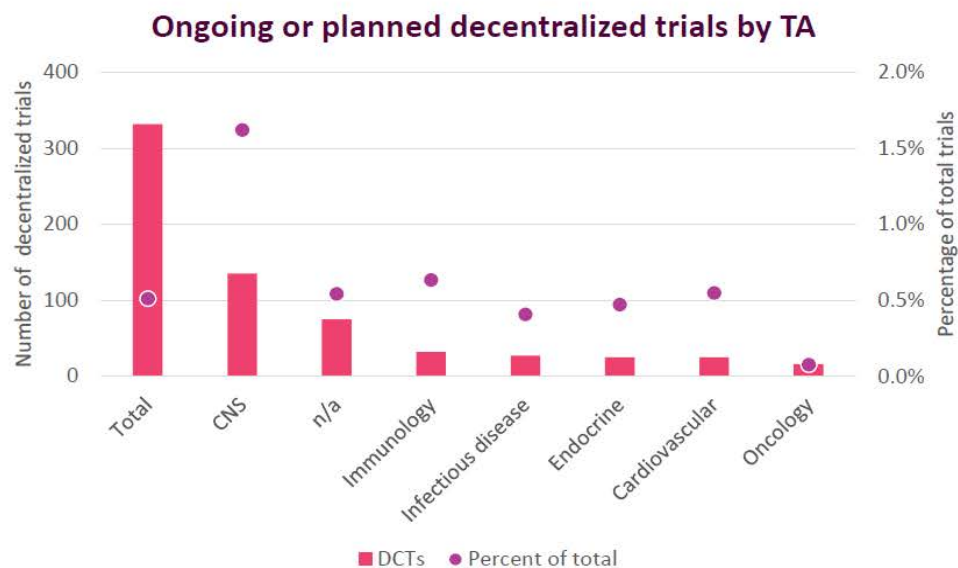 Ongoing or planned decentralized trials by TA
Number of decentralized trials
400
300
200
100
0
2.0%
1.5%
1.0%
0.5%
0.0%
Percentage of total trials
Total
CNS
n/a
Immunology
Infectious disease
Endocrine
Cardiovascular
Oncology
DCTs
Percent of total